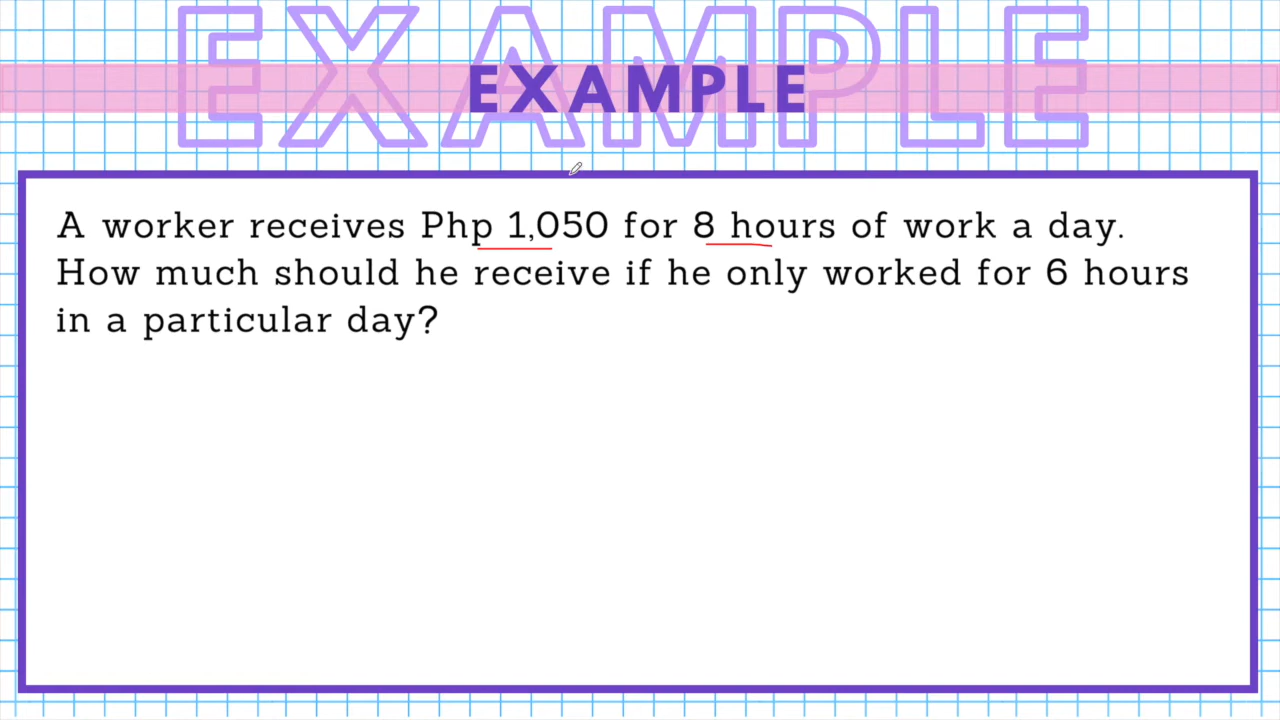 EXAMPLE
EXAMPLE
A worker receives Php 1,050 for 8 hours of work a day.
How much should he receive if he only worked for 6 hours
in a particular day?